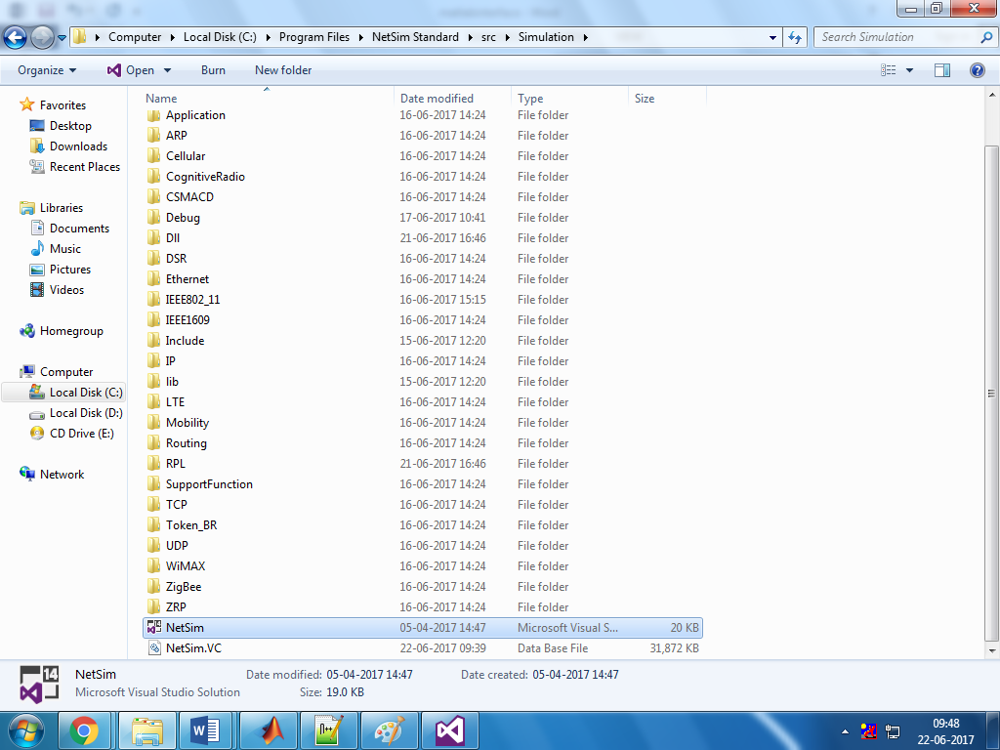 Computer Local Disk (C:) Program Files NetSim Standard src Simulation Search Simulation
Organize Open Burn New folder
Name Date modified Type Size
Favorites
Desktop
Downloads
Recent Places
Libraries
Documents
Music
Pictures
Videos
Homegroup
Computer
Local Disk (C:)
Local Disk (D:)
CD Drive (E:)
Network
Application 16-06-2017 14:24 File folder
ARP 16-06-2017 14:24 File folder
Cellular 16-06-2017 14:24 File folder
CognitiveRadio 16-06-2017 14:24 File folder
CSMACD 16-06-2017 14:24 File folder
Debug 17-06-2017 10:41 File folder
Dll 21-06-2017 16:46 File folder
DSR 16-06-2017 14:24 File folder
Ethernet 16-06-2017 14:24 File folder
IEEE802_11 16-06-2017 15:15 File folder
IEEE1609 16-06-2017 14:24 File folder
Include 15-06-2017 12:20 File folder
IP 16-06-2017 14:24 File folder
lib 15-06-2017 12:20 File folder
LTE 16-06-2017 14:24 File folder
Mobility 16-06-2017 14:24 File folder
Routing 16-06-2017 14:24 File folder
RPL 21-06-2017 16:46 File folder
SupportFunction 16-06-2017 14:24 File folder
TCP 16-06-2017 14:24 File folder
Token_BR 16-06-2017 14:24 File folder
UDP 16-06-2017 14:24 File folder
WiMAX 16-06-2017 14:24 File folder
ZigBee 16-06-2017 14:24 File folder
ZRP 16-06-2017 14:24 File folder
NetSim 05-04-2017 14:47 Microsoft Visual S... 20 KB
NetSim.VC 22-06-2017 09:39 Data Base File 31,872 KB
14
NetSim Date modified: 05-04-2017 14:47 Date created: 05-04-2017 14:47
Microsoft Visual Studio Solution Size: 19.0 KB
09:48
22-06-2017